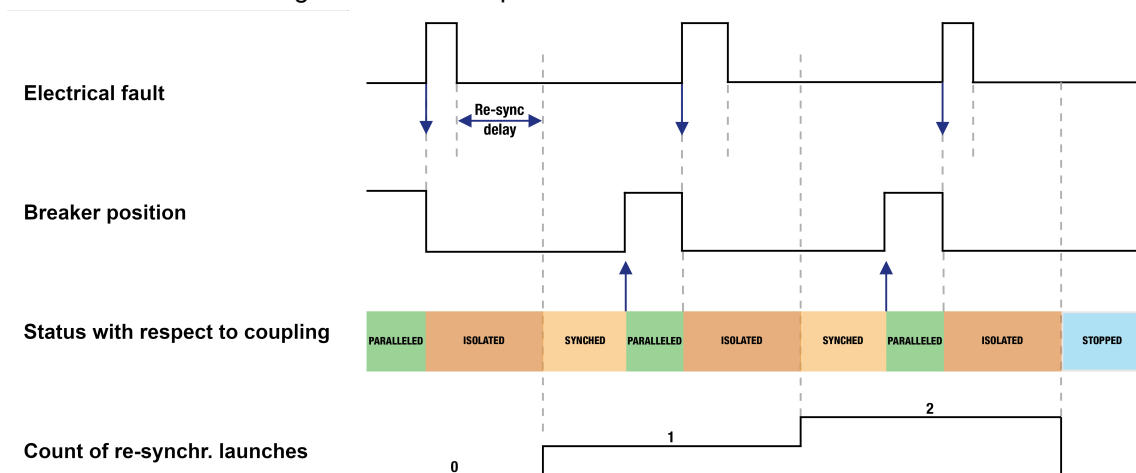 Electrical fault
Re-sync
delay
Breaker position
Status with respect to coupling
PARALLELED ISOLATED SYNCHED PARALLELED ISOLATED SYNCHED PARALLELED ISOLATED STOPPED
2
1
Count of re-synchr. launches
0